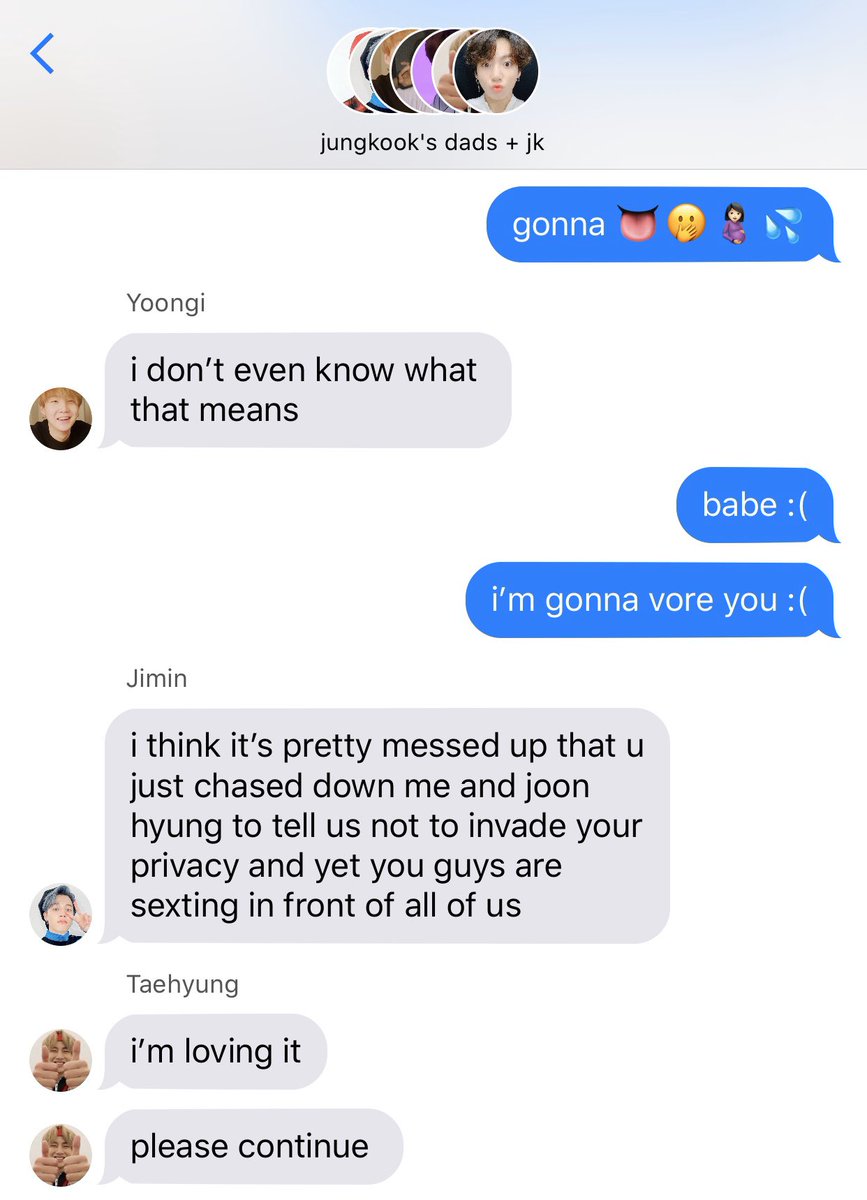 jungkook's dads + jk
gonna 👅 🤭 🤰🏻 💦
Yoongi
i don’t even know what
that means
babe :(
i’m gonna vore you :(
Jimin
i think it’s pretty messed up that u
just chased down me and joon
hyung to tell us not to invade your
privacy and yet you guys are
sexting in front of all of us
Taehyung
i’m loving it
please continue